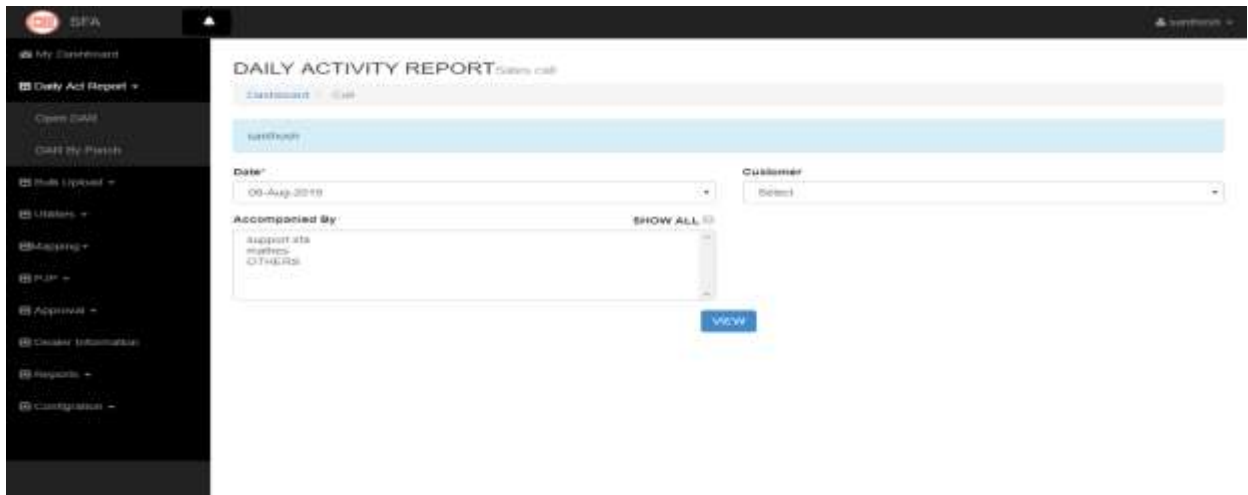 SFA
santhosh
My Dashboard
Daily Act Report
Open DAR
DAR By Punch
Bulk Upload
Utilities
Mapping
PJP
Approval
Dealer Information
Reports
DAILY ACTIVITY REPORT Sales call
Dashboard / Call
santhosh
Date*
Customer
Select
Accompanied By
SHOW ALL
support sfa
mathes
OTHERS
VIEW